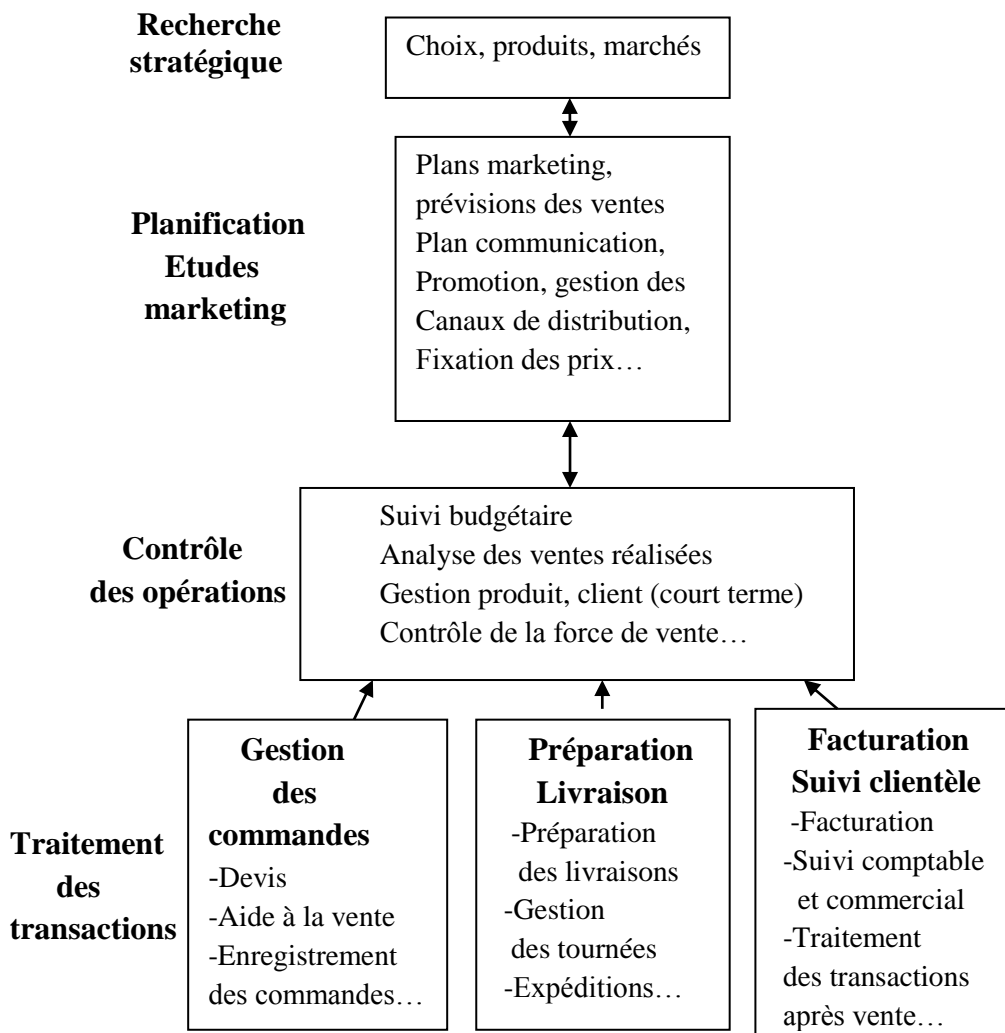 Recherche
stratégique
Choix, produits, marchés
Planification
Etudes
marketing
Plans marketing,
prévisions des ventes
Plan communication,
Promotion, gestion des
Canaux de distribution,
Fixation des prix…
Contrôle
des opérations
Suivi budgétaire
Analyse des ventes réalisées
Gestion produit, client (court terme)
Contrôle de la force de vente…
Traitement
des
transactions
Gestion
des
commandes
-Devis
-Aide à la vente
-Enregistrement
des commandes…
Préparation
Livraison
-Préparation
des livraisons
-Gestion
des tournées
-Expéditions…
Facturation
Suivi clientèle
-Facturation
-Suivi comptable
et commercial
-Traitement
des transactions
après vente…